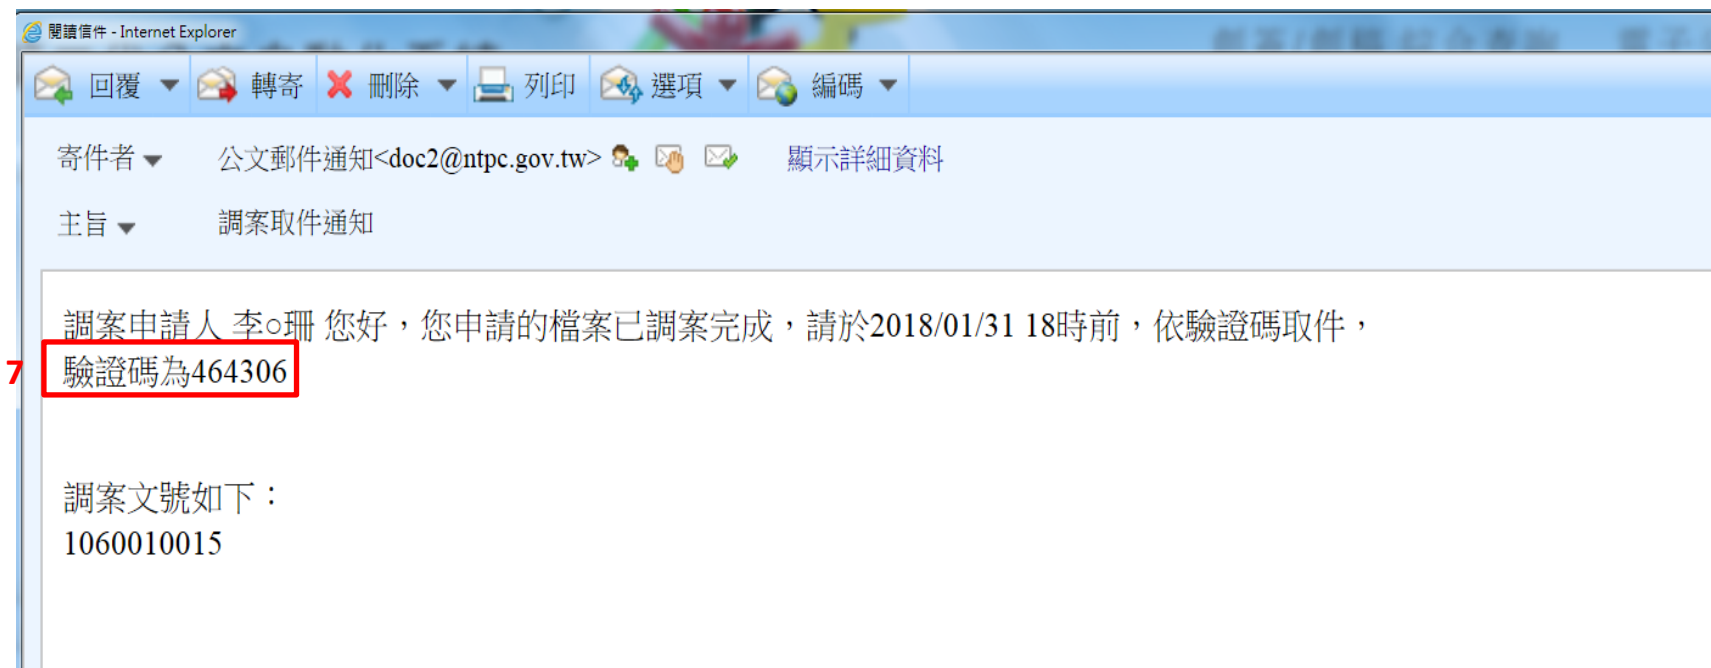 閱讀信件 - Internet Explorer
回覆 轉寄 刪除 列印 選項 編碼
寄件者 公文郵件通知<doc2@ntpc.gov.tw> 顯示詳細資料
主旨 調案取件通知
調案申請人 李○珊 您好，您申請的檔案已調案完成，請於2018/01/31 18時前，依驗證碼取件，
7 驗證碼為464306
調案文號如下：
1060010015